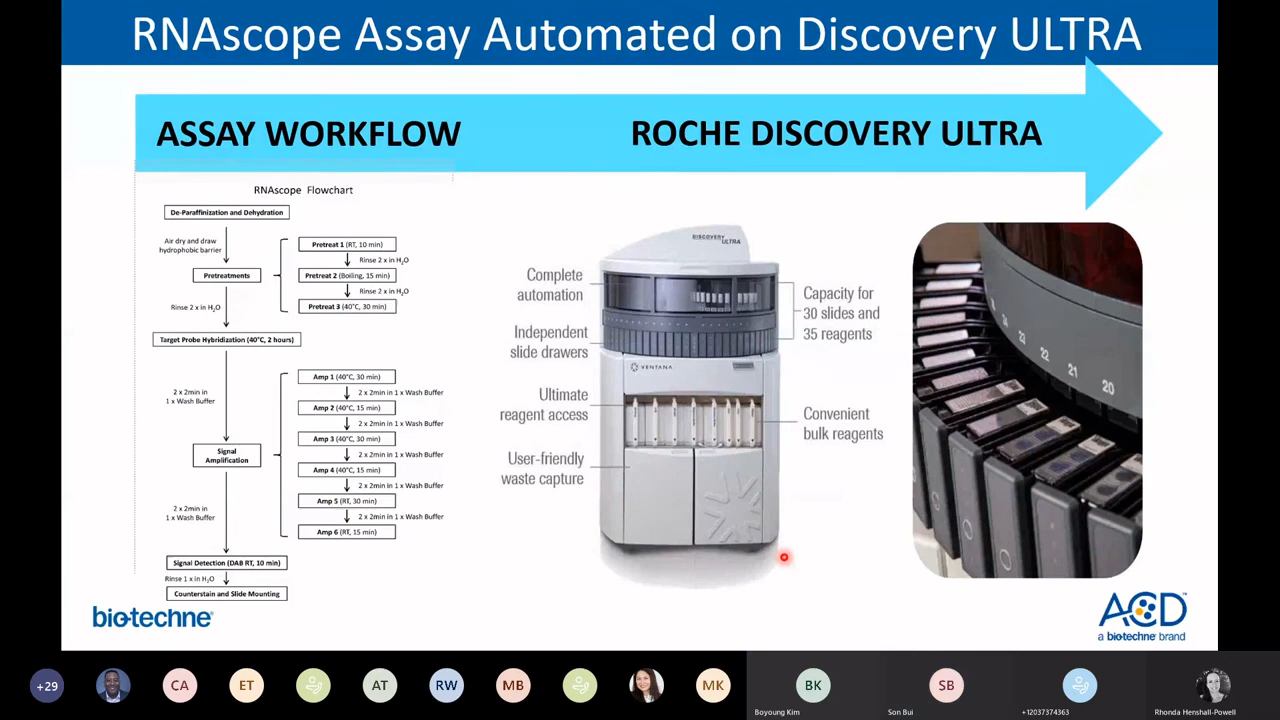 RNAscope Assay Automated on Discovery ULTRA
ASSAY WORKFLOW
ROCHE DISCOVERY ULTRA
RNAscope Flowchart
De-Paraffinization and Dehydration
Air dry and draw
hydrophobic barrier
Pretreatments
Rinse 2 x in H₂O
Pretreat 1 (RT, 10 min)
Rinse 2 x in H₂O
Pretreat 2 (Boiling, 15 min)
Rinse 2 x in H₂O
Pretreat 3 (40°C, 30 min)
Target Probe Hybridization (40°C, 2 hours)
2 x 2min in
1 x Wash Buffer
Signal
Amplification
Amp 1 (40°C, 30 min)
2 x 2min in 1 x Wash Buffer
Amp 2 (40°C, 15 min)
2 x 2min in 1 x Wash Buffer
Amp 3 (40°C, 30 min)
2 x 2min in 1 x Wash Buffer
Amp 4 (40°C, 15 min)
2 x 2min in 1 x Wash Buffer
Amp 5 (RT, 30 min)
2 x 2min in 1 x Wash Buffer
Amp 6 (RT, 15 min)
2 x 2min in
1 x Wash Buffer
Signal Detection (DAB RT, 10 min)
Rinse 1 x in H₂O
Counterstain and Slide Mounting
Complete
automation
Independent
slide drawers
Ultimate
reagent access
User-friendly
waste capture
DISCOVERY
ULTRA
VENTANA
Capacity for
30 slides and
35 reagents
Convenient
bulk reagents
24
23
22
21
20
bio-techne®
ACD™
a bio-techne brand
+29
CA
ET
AT
RW
MB
MK
BK
SB
Boyoung Kim
Son Bui
+12037374363
Rhonda Henshall-Powell